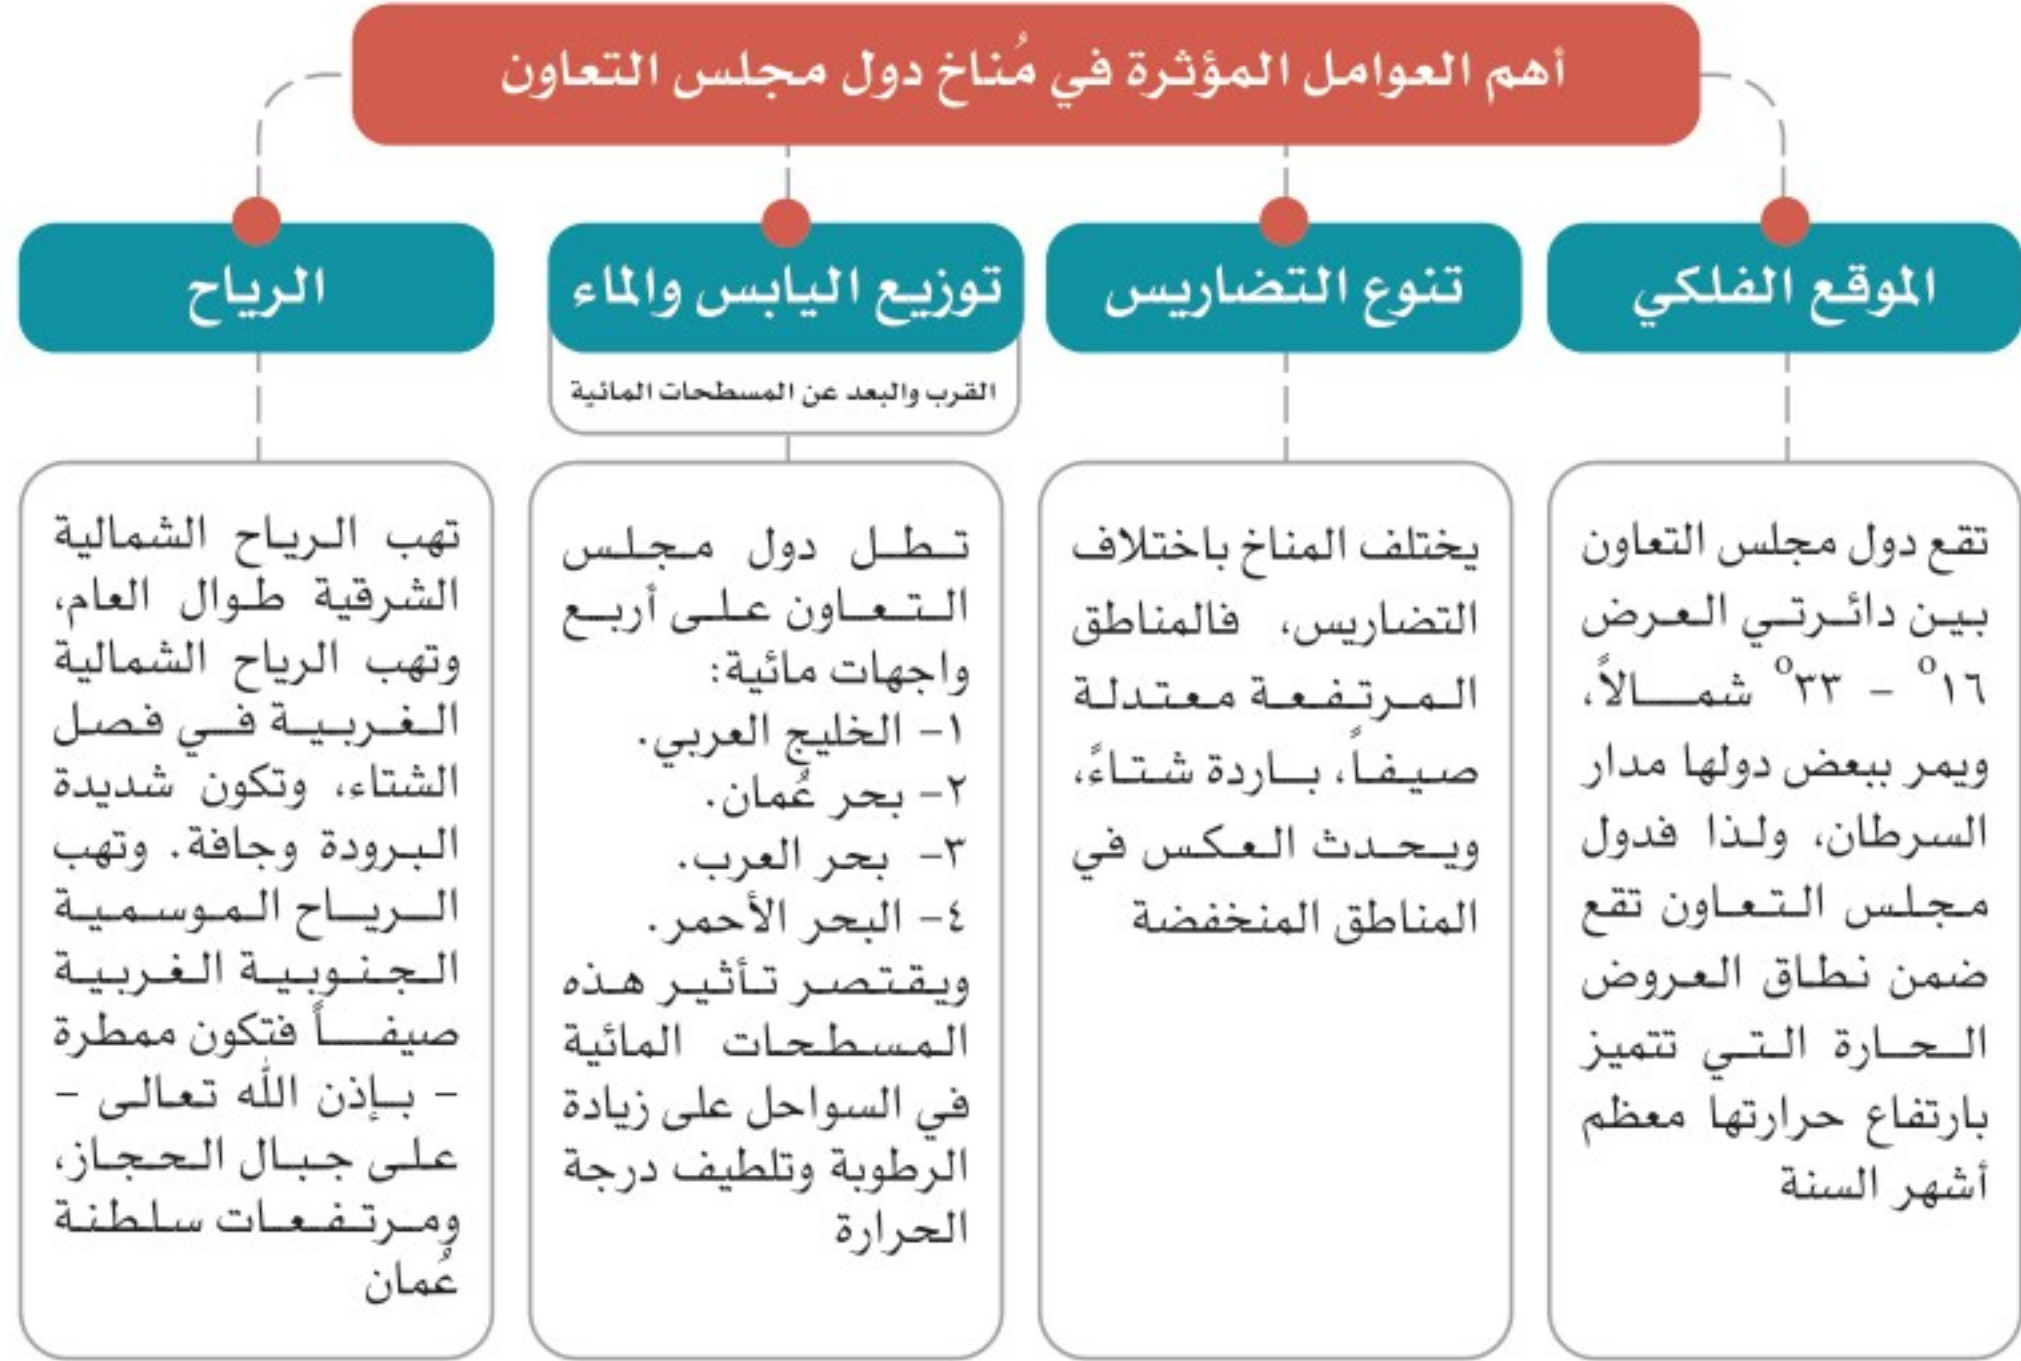 أهم العوامل المؤثرة في مُناخ دول مجلس التعاون
الموقع الفلكي
تقع دول مجلس التعاون
بين دائرتي العرض
١٦° – ٣٣° شمالاً،
ويمر ببعض دولها مدار
السرطان، ولذا فدول
مجلس التعاون تقع
ضمن نطاق العروض
الحارة التي تتميز
بارتفاع حرارتها معظم
أشهر السنة
تنوع التضاريس
يختلف المناخ باختلاف
التضاريس، فالمناطق
المرتفعة معتدلة
صيفاً، باردة شتاءً،
ويحدث العكس في
المناطق المنخفضة
توزيع اليابس والماء
القرب والبعد عن المسطحات المائية
تطل دول مجلس
التعاون على أربع
واجهات مائية:
١– الخليج العربي.
٢– بحر عُمان.
٣– بحر العرب.
٤– البحر الأحمر.
ويقتصر تأثير هذه
المسطحات المائية
في السواحل على زيادة
الرطوبة وتلطيف درجة
الحرارة
الرياح
تهب الرياح الشمالية
الشرقية طوال العام،
وتهب الرياح الشمالية
الغربية في فصل
الشتاء، وتكون شديدة
البرودة وجافة. وتهب
الرياح الموسمية
الجنوبية الغربية
صيفاً فتكون ممطرة
– بإذن الله تعالى –
على جبال الحجاز،
ومرتفعات سلطنة
عُمان